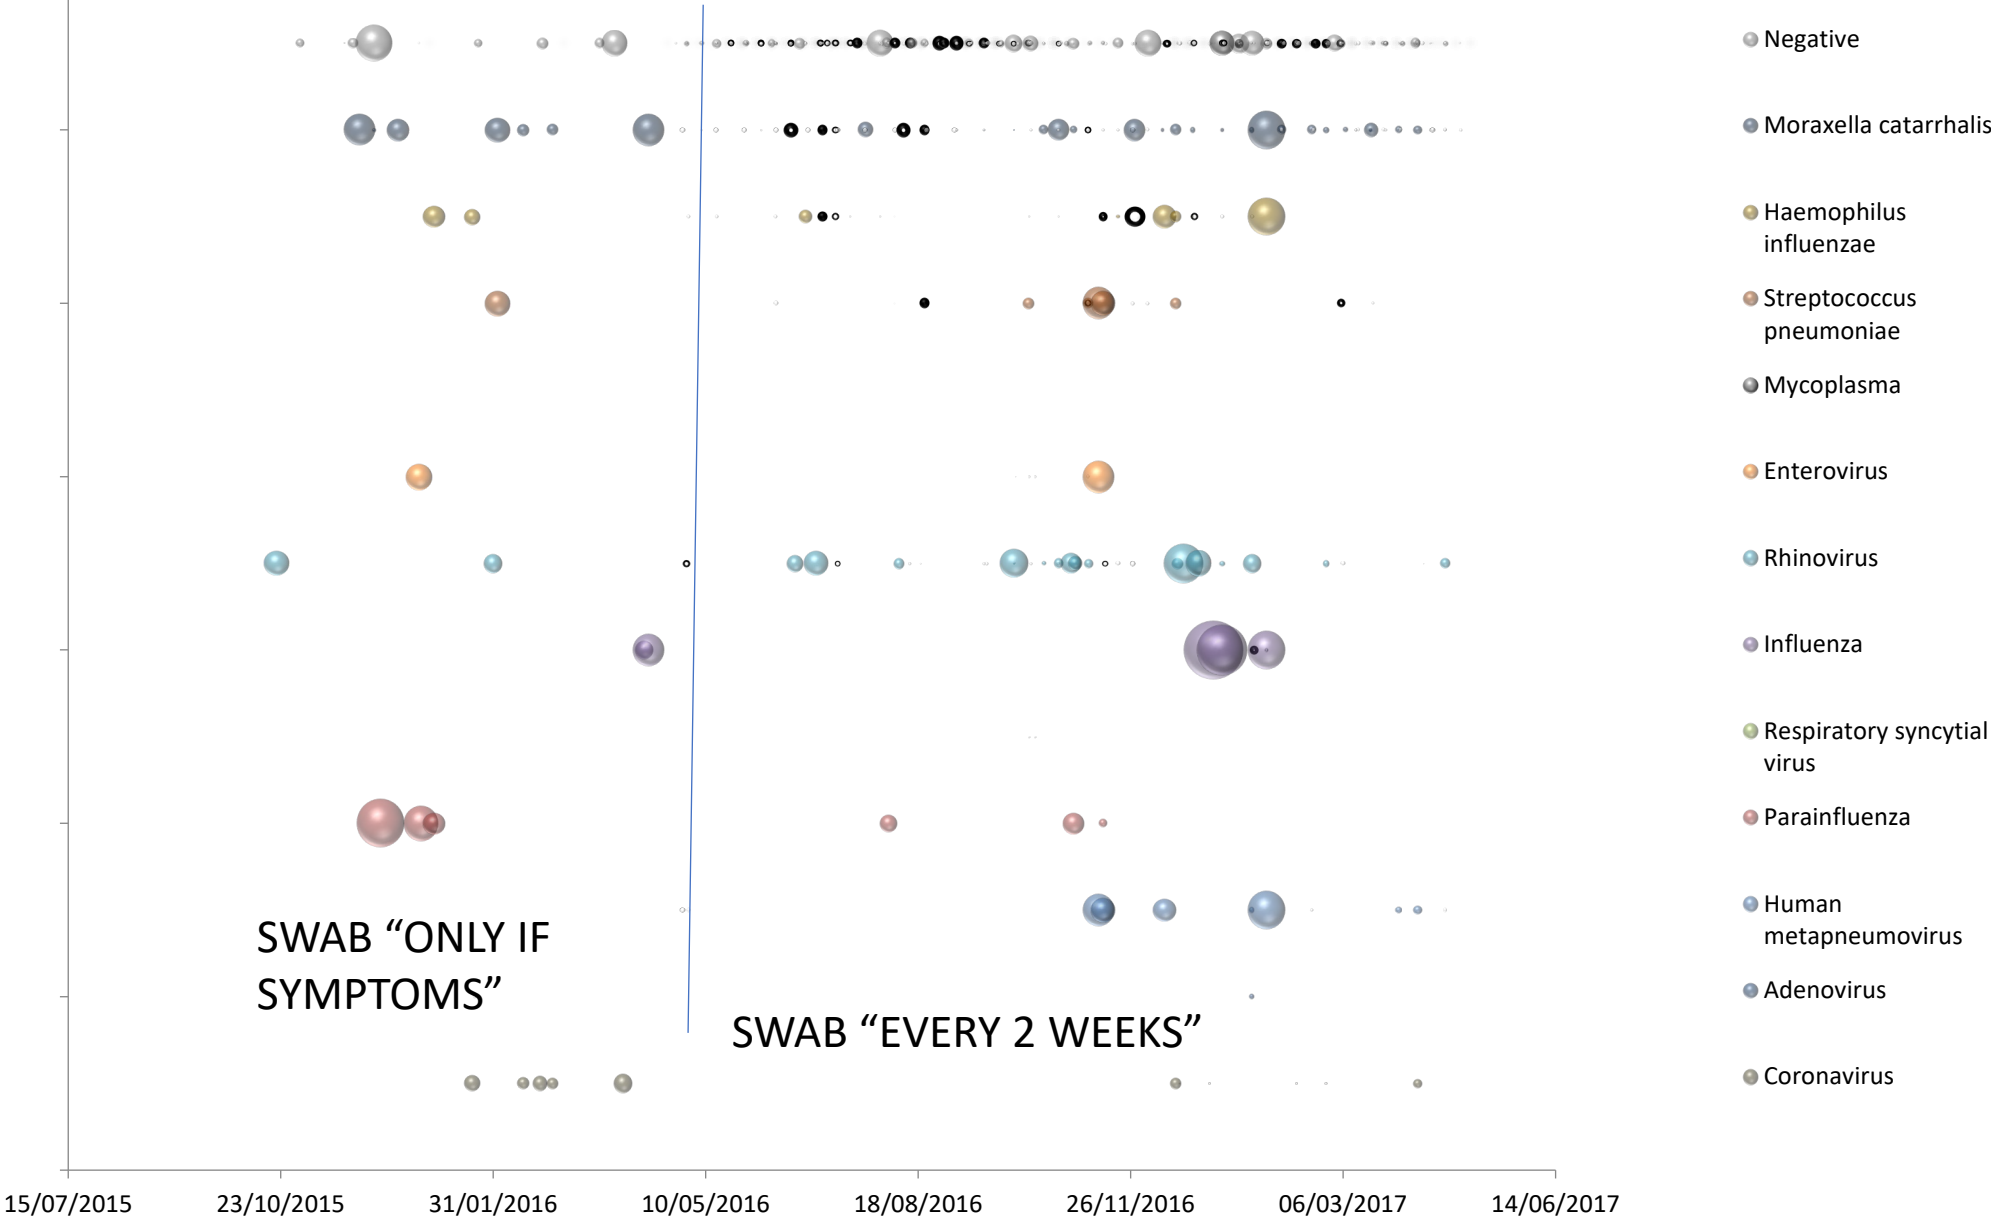 Negative
Moraxella catarrhalis
Haemophilus
influenzae
Streptococcus
pneumoniae
Mycoplasma
Enterovirus
Rhinovirus
Influenza
Respiratory syncytial
virus
Parainfluenza
Human
metapneumovirus
Adenovirus
Coronavirus
SWAB “ONLY IF
SYMPTOMS”
SWAB “EVERY 2 WEEKS”
15/07/2015 23/10/2015 31/01/2016 10/05/2016 18/08/2016 26/11/2016 06/03/2017 14/06/2017